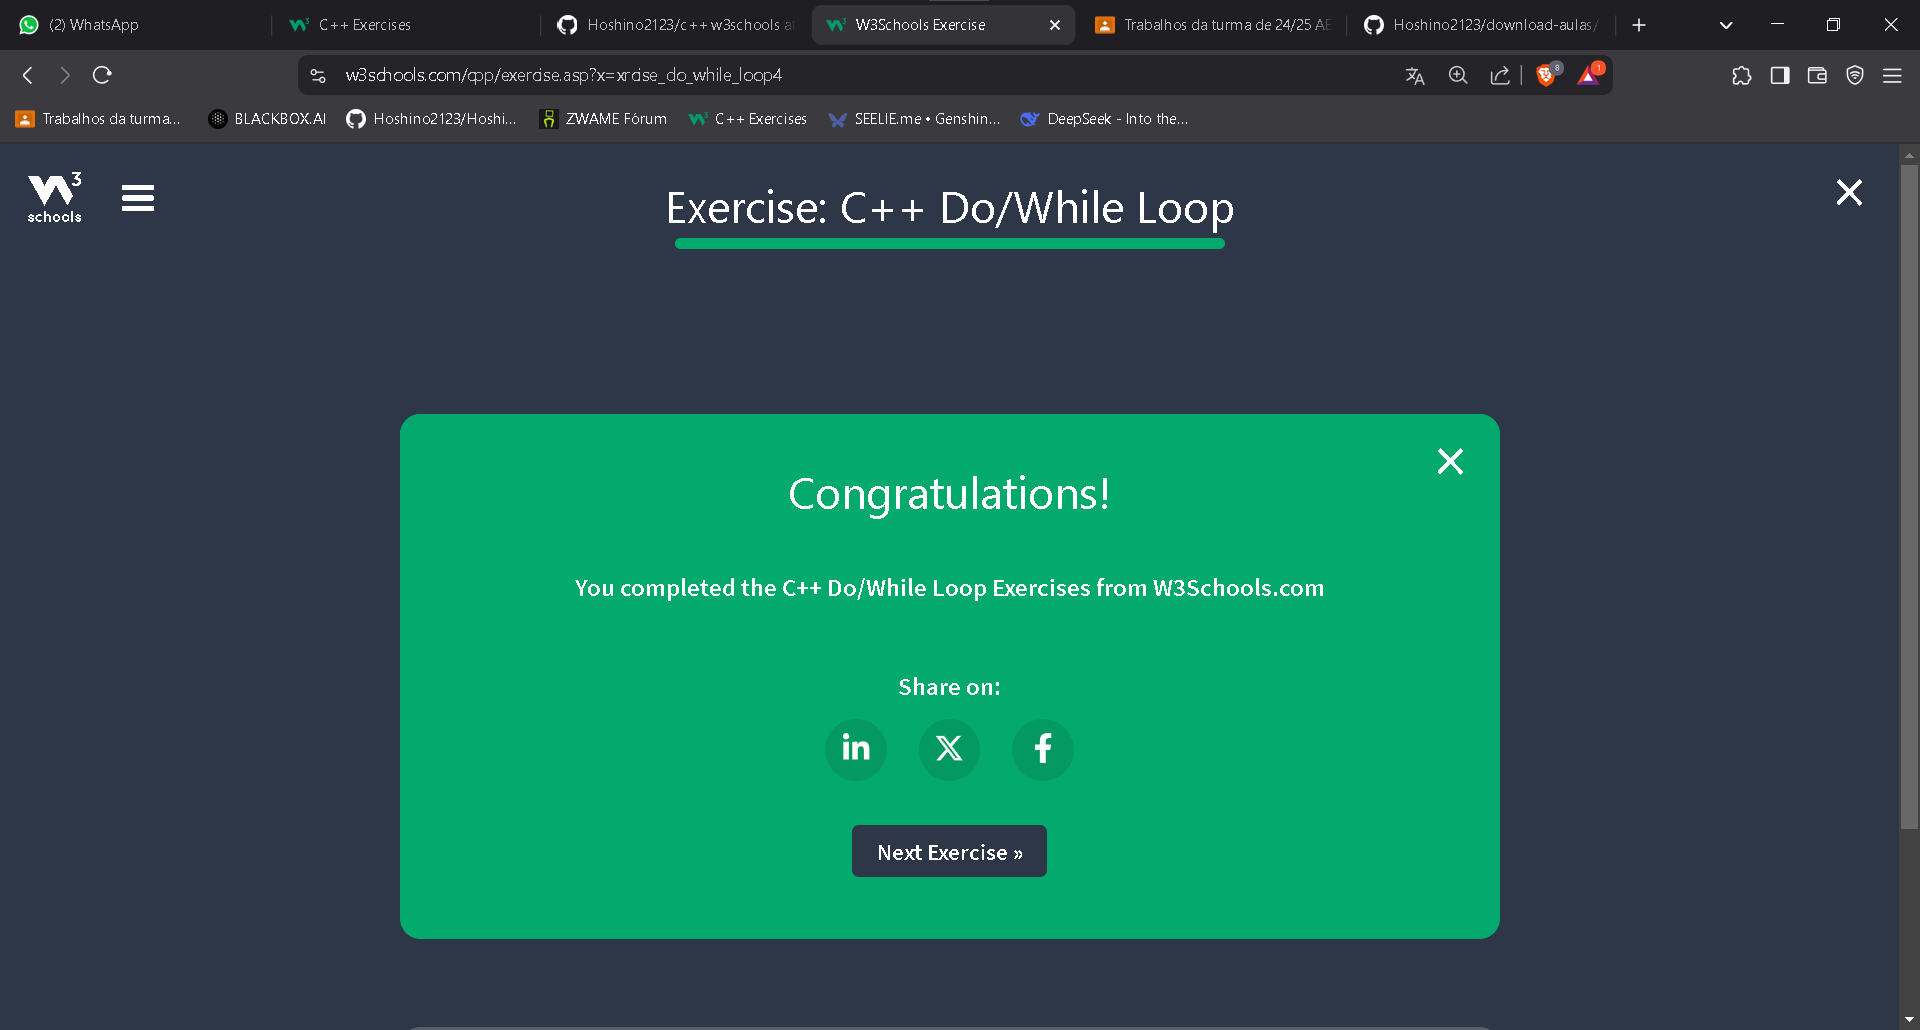 (2) WhatsApp
C++ Exercises
Hoshino2123/c++ w3schools a
W3Schools Exercise
Trabalhos da turma de 24/25 AE
Hoshino2123/download-aulas/
w3schools.com/cpp/exercise.asp?x=xrcise_do_while_loop4
8
1
Trabalhos da turma...
BLACKBOX.AI
Hoshino2123/Hoshi...
ZWAME Fórum
C++ Exercises
SEELIE.me • Genshin...
DeepSeek - Into the...
W3
schools
Exercise: C++ Do/While Loop
Congratulations!
You completed the C++ Do/While Loop Exercises from W3Schools.com
Share on:
in
X
f
Next Exercise »